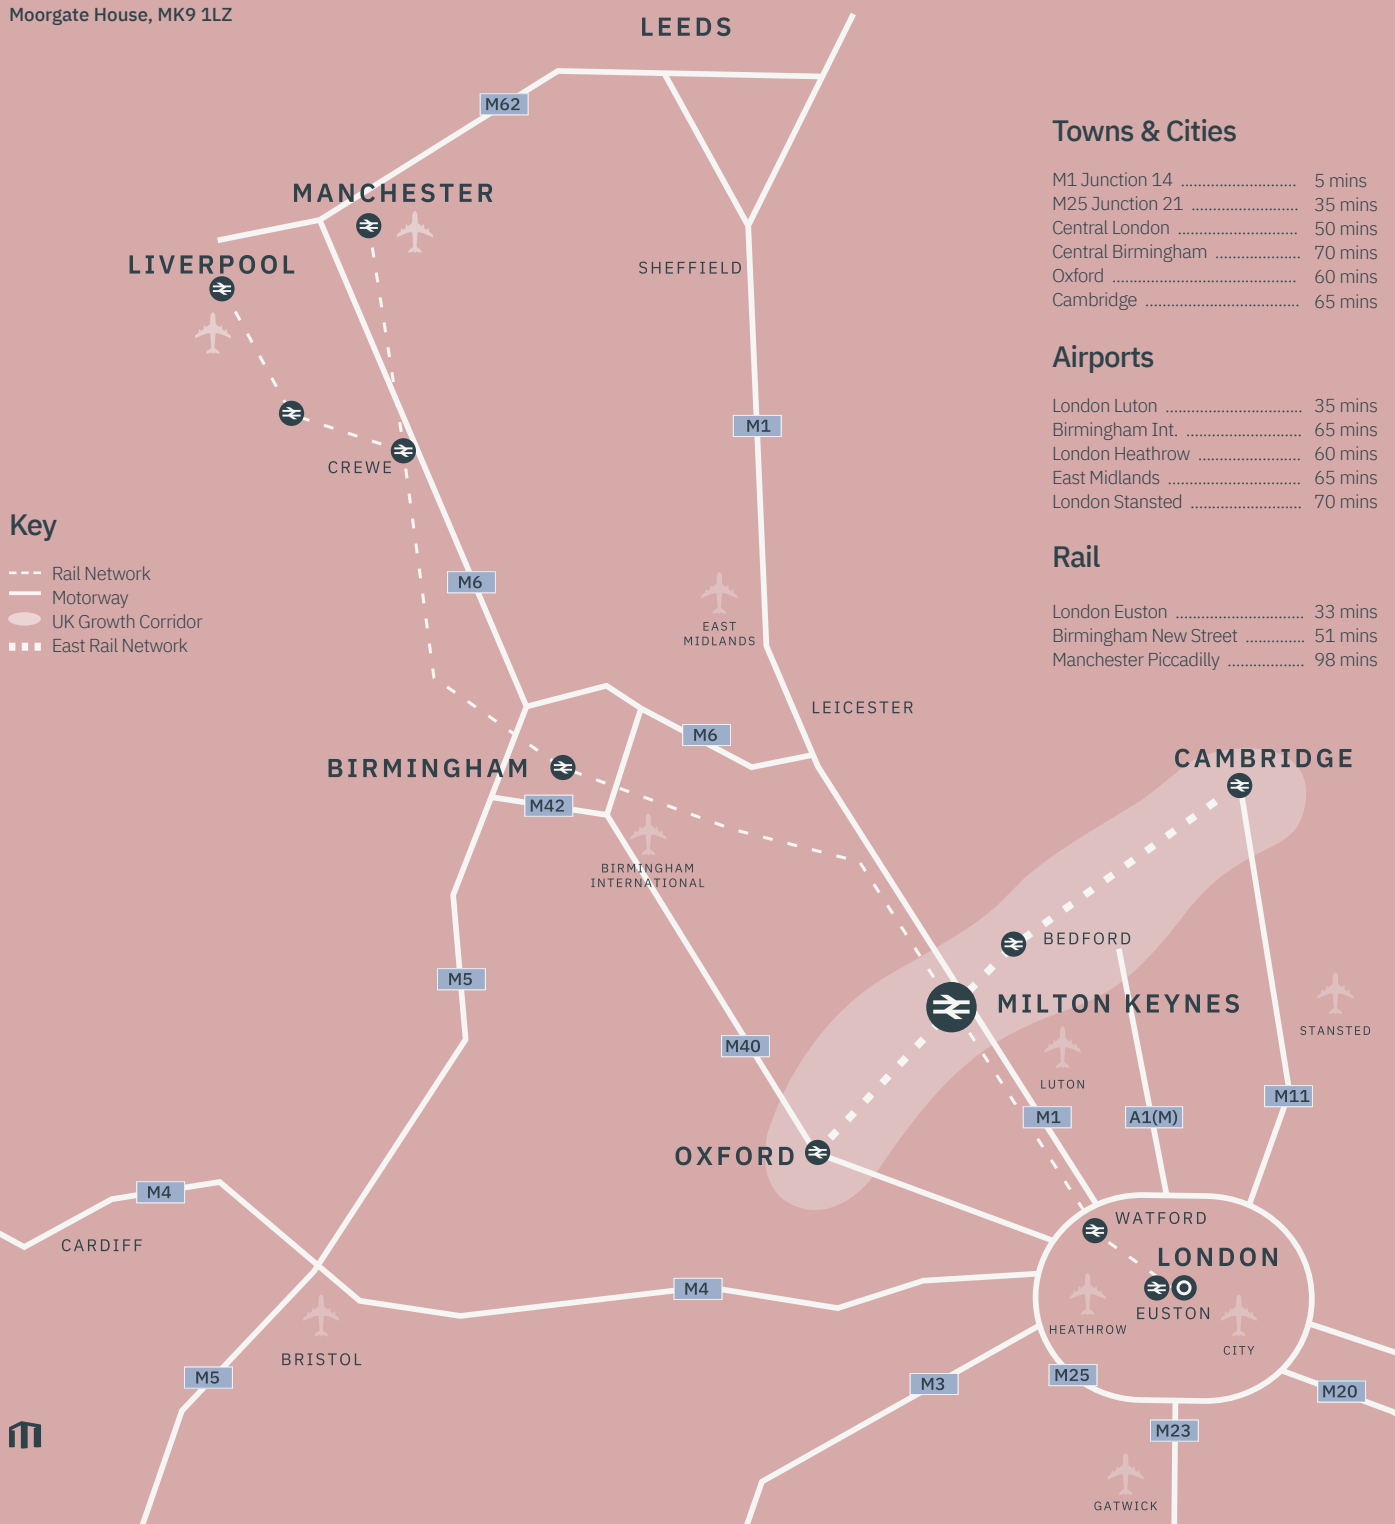 Moorgate House, MK9 1LZ
LEEDS
M62
Towns & Cities
M1 Junction 14 ........................... 5 mins
M25 Junction 21 ......................... 35 mins
Central London ............................ 50 mins
Central Birmingham .................... 70 mins
Oxford ........................................... 60 mins
Cambridge .................................... 65 mins
MANCHESTER
LIVERPOOL
SHEFFIELD
Airports
London Luton ................................ 35 mins
Birmingham Int. ........................... 65 mins
London Heathrow ........................ 60 mins
East Midlands ............................... 65 mins
London Stansted .......................... 70 mins
M1
CREWE
Key
Rail Network
Motorway
UK Growth Corridor
East Rail Network
Rail
London Euston ............................... 33 mins
Birmingham New Street .............. 51 mins
Manchester Piccadilly .................. 98 mins
M6
EAST
MIDLANDS
LEICESTER
M6
BIRMINGHAM
M42
CAMBRIDGE
BIRMINGHAM
INTERNATIONAL
BEDFORD
M5
MILTON KEYNES
STANSTED
M40
LUTON
M11
M1
A1(M)
OXFORD
M4
CARDIFF
WATFORD
LONDON
M4
EUSTON
HEATHROW
CITY
BRISTOL
M5
M25
M3
M20
M23
GATWICK